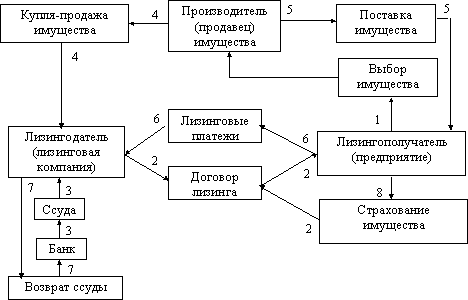 Купля-продажа
имущества
4
Производитель
(продавец)
имущества
5
Поставка
имущества
5
4
Выбор
имущества
1
Лизингодатель
(лизинговая
компания)
6
Лизинговые
платежи
6
Лизингополучатель
(предприятие)
2
Договор
лизинга
2
7
3
Ссуда
3
Банк
7
Возврат ссуды
8
2
Страхование
имущества